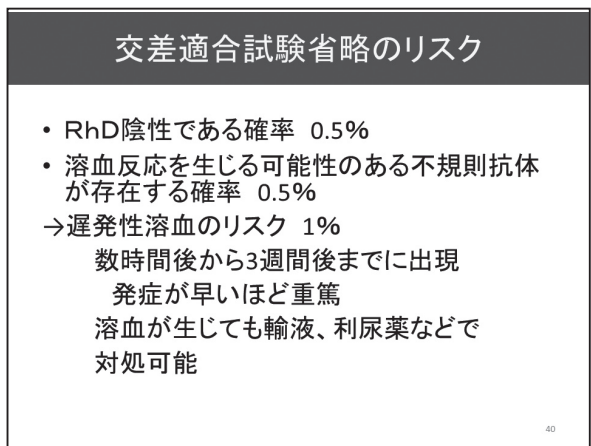 交差適合試験省略のリスク
• RhD陰性である確率 0.5%
• 溶血反応を生じる可能性のある不規則抗体
が存在する確率 0.5%
→遅発性溶血のリスク 1%
数時間後から3週間後までに出現
発症が早いほど重篤
溶血が生じても輸液、利尿薬などで
対処可能
40